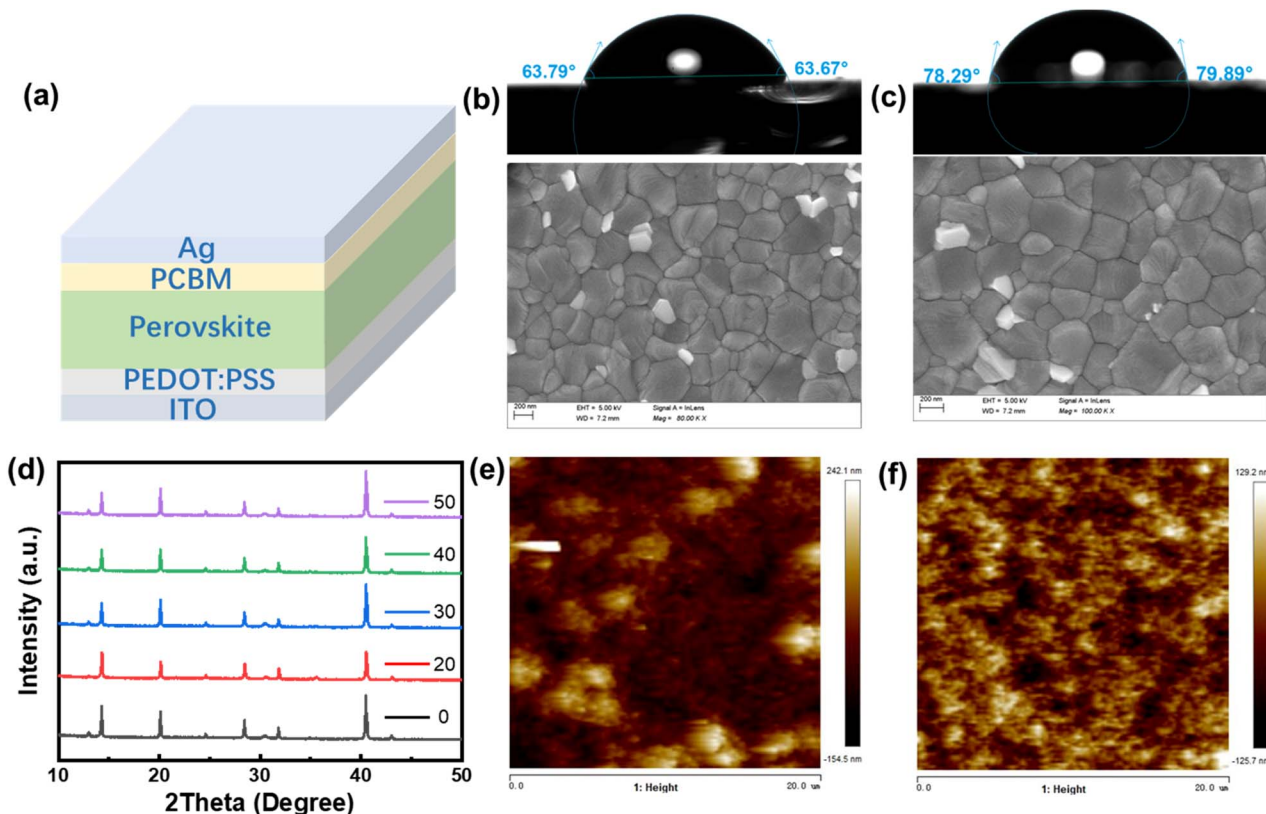 (a)
Ag
PCBM
Perovskite
PEDOT:PSS
ITO
(b)
63.79°
63.67°
200 nm
EHT = 5.00 kV
WD = 7.2 mm
Signal A = InLens
Mag = 80.00 K X
(c)
78.29°
79.89°
200 nm
EHT = 5.00 kV
WD = 7.2 mm
Signal A = InLens
Mag = 100.00 K X
(d)
Intensity (a.u.)
50
40
30
20
0
10 20 30 40 50
2Theta (Degree)
(e)
242.1 nm
-154.5 nm
0.0 1: Height 20.0 um
(f)
129.2 nm
-125.7 nm
0.0 1: Height 20.0 um